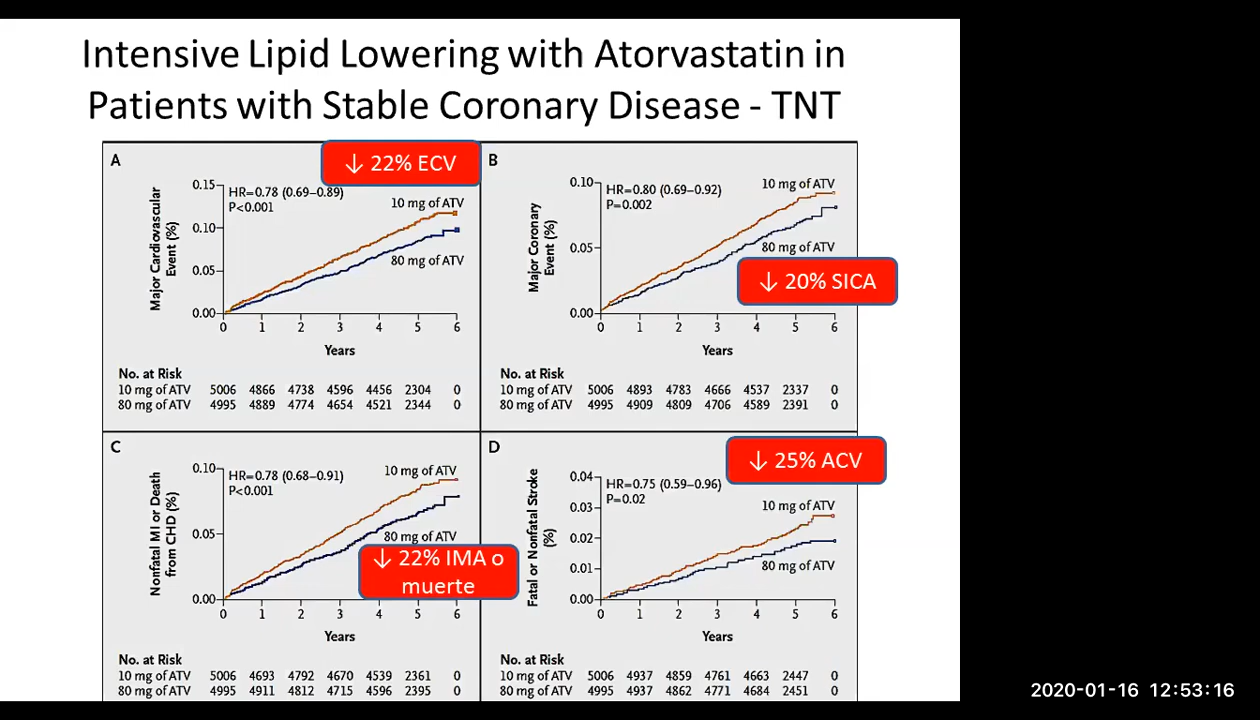 Intensive Lipid Lowering with Atorvastatin in
Patients with Stable Coronary Disease - TNT
A
↓ 22% ECV
HR=0.78 (0.69–0.89)
P<0.001
10 mg of ATV
80 mg of ATV
Major Cardiovascular
Event (%)
0.15
0.10
0.05
0.00
0 1 2 3 4 5 6
Years
No. at Risk
10 mg of ATV 5006 4866 4738 4596 4456 2304 0
80 mg of ATV 4995 4889 4774 4654 4521 2344 0
B
HR=0.80 (0.69–0.92)
P=0.002
10 mg of ATV
80 mg of ATV
↓ 20% SICA
Major Coronary
Event (%)
0.10
0.05
0.00
0 1 2 3 4 5 6
Years
No. at Risk
10 mg of ATV 5006 4893 4783 4666 4537 2337 0
80 mg of ATV 4995 4909 4809 4706 4589 2391 0
C
HR=0.78 (0.68–0.91)
P<0.001
10 mg of ATV
80 mg of ATV
↓ 22% IMA o
muerte
Nonfatal MI or Death
from CHD (%)
0.10
0.05
0.00
0 1 2 3 4 5 6
Years
No. at Risk
10 mg of ATV 5006 4693 4792 4670 4539 2361 0
80 mg of ATV 4995 4911 4812 4715 4596 2395 0
D
↓ 25% ACV
HR=0.75 (0.59–0.96)
P=0.02
10 mg of ATV
80 mg of ATV
Fatal or Nonfatal Stroke
(%)
0.04
0.03
0.02
0.01
0.00
0 1 2 3 4 5 6
Years
No. at Risk
10 mg of ATV 5006 4937 4859 4761 4663 2447 0
80 mg of ATV 4995 4937 4862 4771 4684 2451 0
2020-01-16 12:53:16